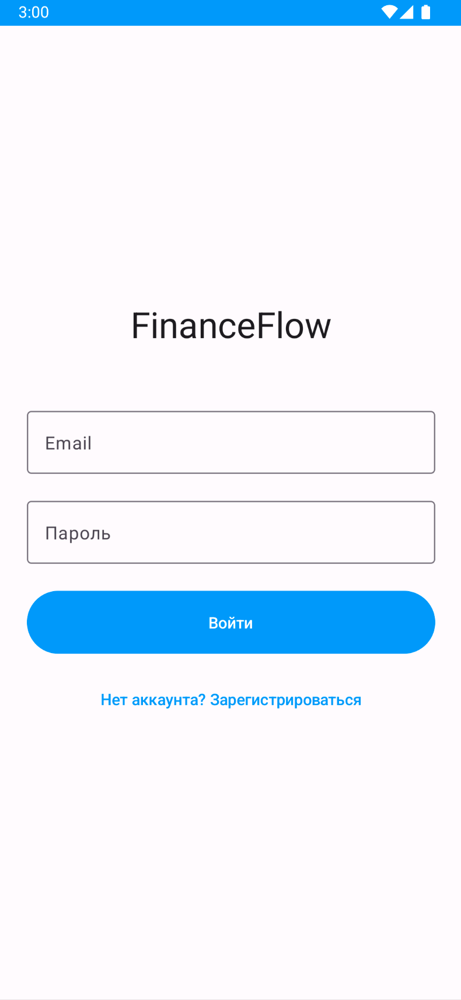 3:00
FinanceFlow
Email
Пароль
Войти
Нет аккаунта? Зарегистрироваться